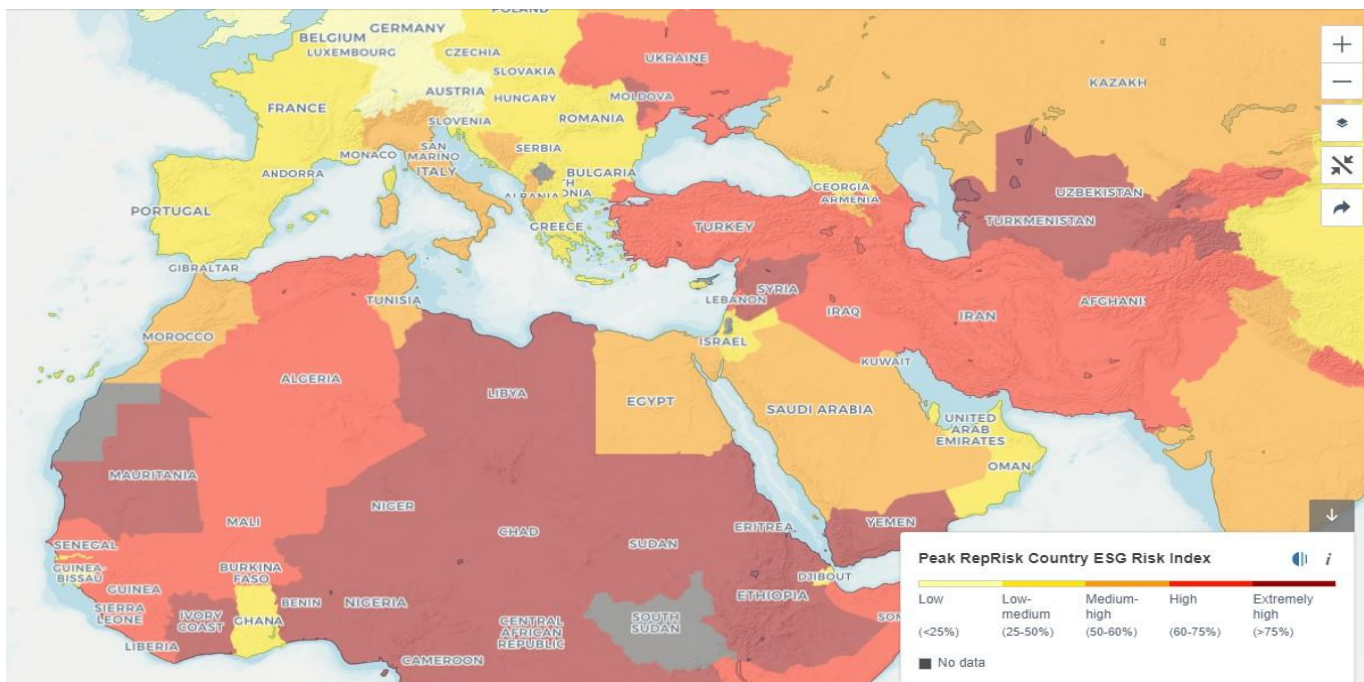 POLAND
GERMANY
BELGIUM
LUXEMBOURG
CZECHIA
UKRAINE
SLOVAKIA
KAZAKH
AUSTRIA
MOLDOVA
FRANCE
HUNGARY
SLOVENIA
ROMANIA
MONACO
SAN
MARINO
SERBIA
ITALY
ANDORRA
BULGARIA
GEORGIA
UZBEKISTAN
ARMENIA
PORTUGAL
GREECE
TURKEY
TURKMENISTAN
GIBRALTAR
TUNISIA
LEBANON
SYRIA
AFGHANIS
MOROCCO
IRAQ
IRAN
ISRAEL
KUWAIT
ALGERIA
LIBYA
EGYPT
SAUDI ARABIA
UNITED
ARAB
EMIRATES
OMAN
MAURITANIA
NIGER
MALI
CHAD
SUDAN
ERITREA
YEMEN
SENEGAL
GUINEA-
BISSAU
BURKINA
FASO
DJIBOUT
GUINEA
BENIN
NIGERIA
ETHIOPIA
SIERRA
LEONE
IVORY
COAST
GHANA
CENTRAL
AFRICAN
REPUBLIC
SOUTH
SUDAN
SOM
LIBERIA
CAMEROON
Peak RepRisk Country ESG Risk Index i
Low Low-medium Medium-high High Extremely high
(<25%) (25-50%) (50-60%) (60-75%) (>75%)
No data